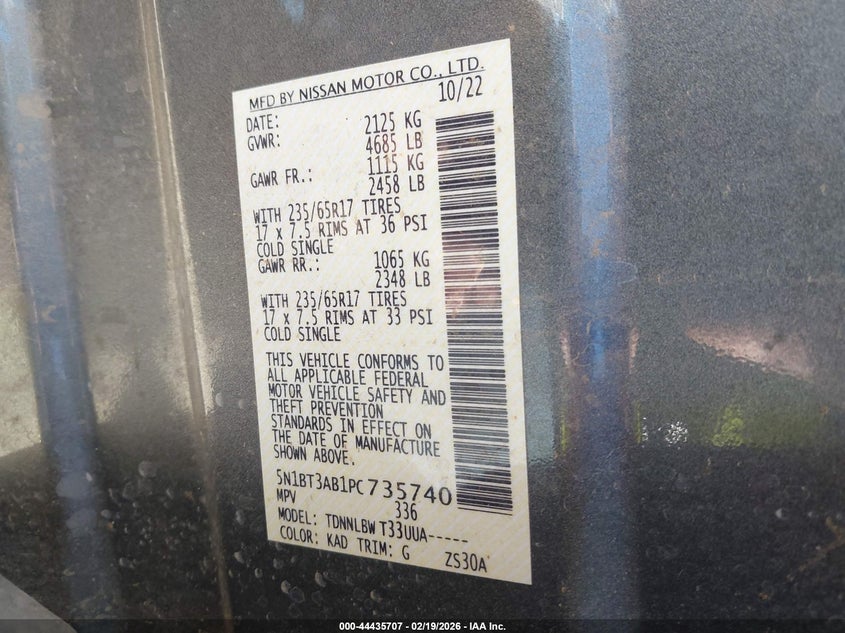 MFD BY NISSAN MOTOR CO., LTD.
DATE: 10/22
GVWR: 2125 KG
4685 LB
GAWR FR.: 1115 KG
2458 LB
WITH 235/65R17 TIRES
17 x 7.5 RIMS AT 36 PSI
COLD SINGLE
GAWR RR.: 1065 KG
2348 LB
WITH 235/65R17 TIRES
17 x 7.5 RIMS AT 33 PSI
COLD SINGLE
THIS VEHICLE CONFORMS TO
ALL APPLICABLE FEDERAL
MOTOR VEHICLE SAFETY AND
THEFT PREVENTION
STANDARDS IN EFFECT ON
THE DATE OF MANUFACTURE
SHOWN ABOVE.
5N1BT3AB1PC735740
MPV 336
MODEL: TDNNLBW T33UUA-----
COLOR: KAD TRIM: G ZS30A
000-44435707 - 02/19/2026 - IAA Inc.